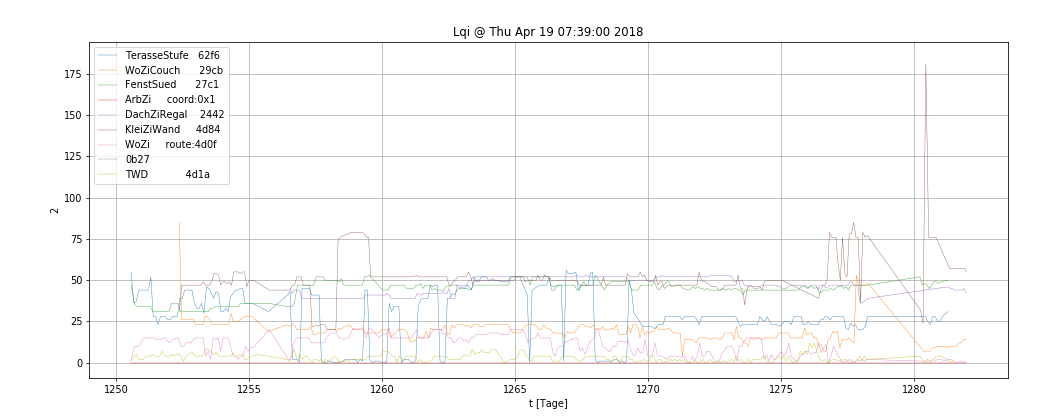 Lqi @ Thu Apr 19 07:39:00 2018
TerasseStufe 62f6
WoZiCouch 29cb
FenstSued 27c1
ArbZi coord:0x1
DachZiRegal 2442
KleiZiWand 4d84
WoZi route:4d0f
0b27
TWD 4d1a
175
150
125
100
75
50
25
0
2
1250 1255 1260 1265 1270 1275 1280
t [Tage]